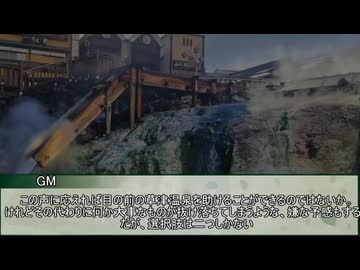 GM
この声に応えれば目の前の草津温泉を助けることができるのではないか。
けれどその代わりに何か大事なものが抜け落ちてしまうような、嫌な予感もする
だが、選択肢は二つしかない